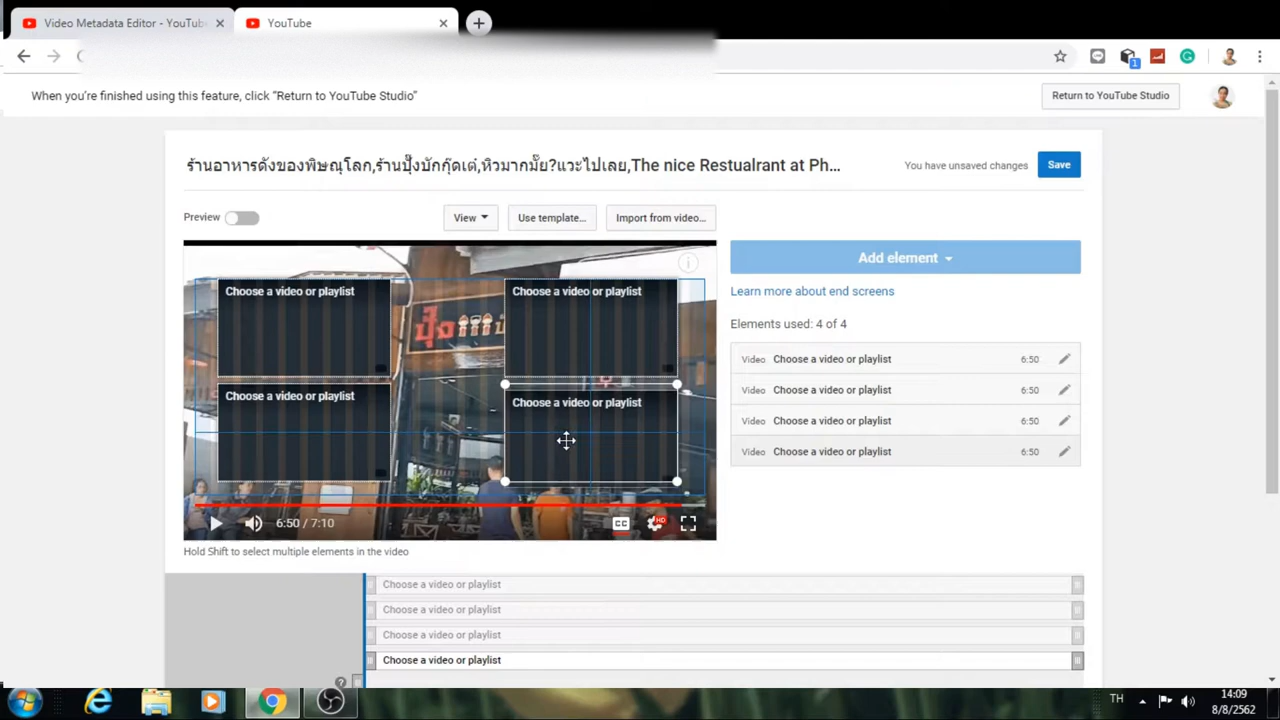 Video Metadata Editor - YouTube
YouTube
1
When you're finished using this feature, click "Return to YouTube Studio"
Return to YouTube Studio
ร้านอาหารดังของพิษณุโลก,ร้านปุ๊งบักกุ๊ดเต๋,หิวมากมั๊ย?แวะไปเลย,The nice Restualrant at Ph...
You have unsaved changes
Save
Preview
View
Use template...
Import from video...
Add element
Choose a video or playlist
Choose a video or playlist
Learn more about end screens
Elements used: 4 of 4
Video Choose a video or playlist 6:50
Video Choose a video or playlist 6:50
Choose a video or playlist
Choose a video or playlist
Video Choose a video or playlist 6:50
Video Choose a video or playlist 6:50
6:50 / 7:10
CC
HD
Hold Shift to select multiple elements in the video
Choose a video or playlist
Choose a video or playlist
Choose a video or playlist
Choose a video or playlist
?
TH
14:09
8/8/2562